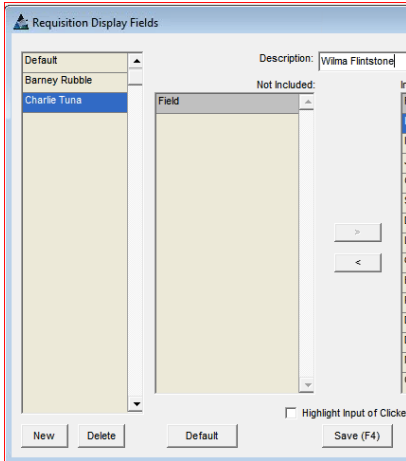 Requisition Display Fields
Default
Description: Wilma Flintstone
Barney Rubble
Not Included:
Charlie Tuna
Field
>
<
Highlight Input of Clicke
New Delete Default Save (F4)